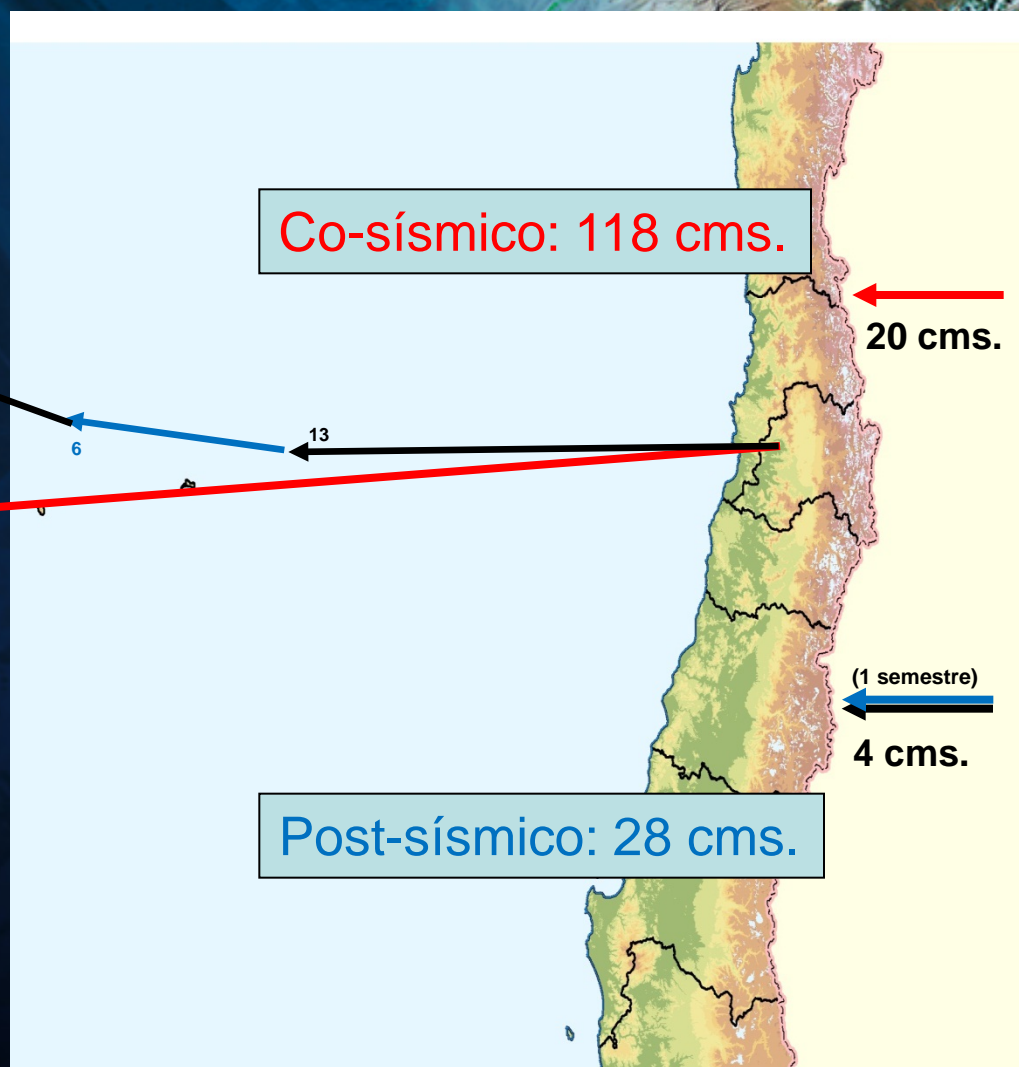 Co-sísmico: 118 cms.
20 cms.
13
6
(1 semestre)
4 cms.
Post-sísmico: 28 cms.